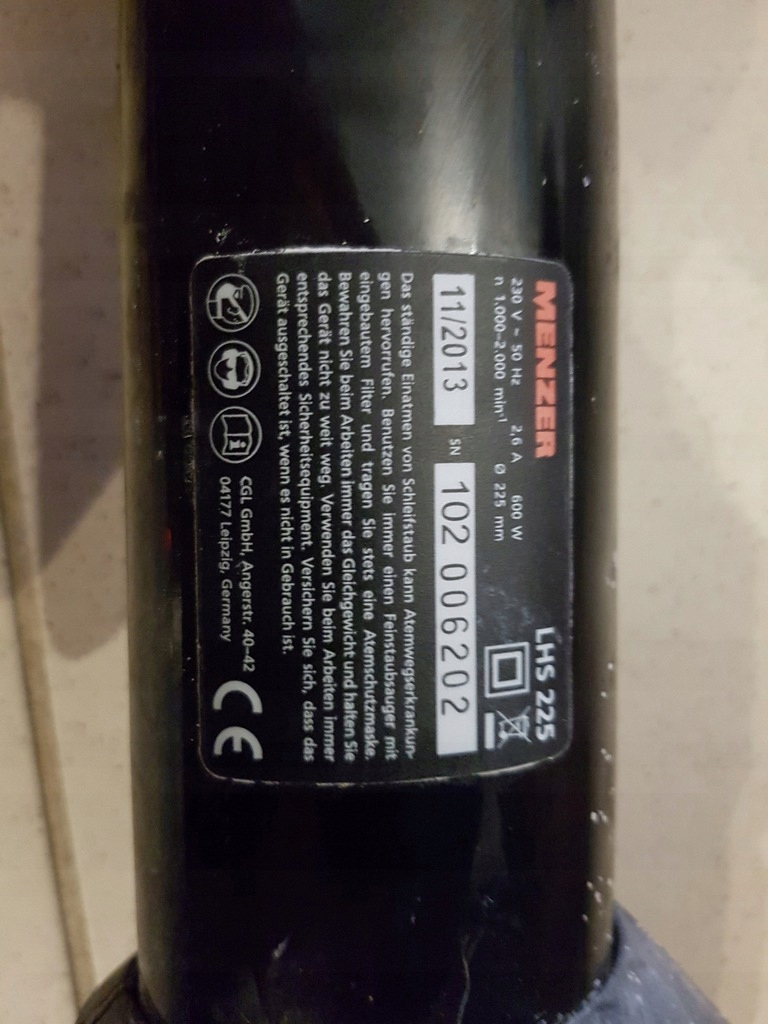 MENZER LHS 225
230 V ~ 50 Hz 2,6 A 600 W
n 1.000–2.000 min⁻¹ Ø 225 mm
11/2013 SN 102 006202
Das ständige Einatmen von Schleifstaub kann Atemwegserkrankun-
gen hervorrufen. Benutzen Sie immer einen Feinstaubsauger mit
eingebautem Filter und tragen Sie stets eine Atemschutzmaske.
Bewahren Sie beim Arbeiten immer das Gleichgewicht und halten Sie
das Gerät nicht zu weit weg. Verwenden Sie beim Arbeiten immer
entsprechendes Sicherheitsequipment. Versichern Sie sich, dass das
Gerät ausgeschaltet ist, wenn es nicht in Gebrauch ist.
CGL GmbH, Angerstr. 40–42
04177 Leipzig, Germany
CE